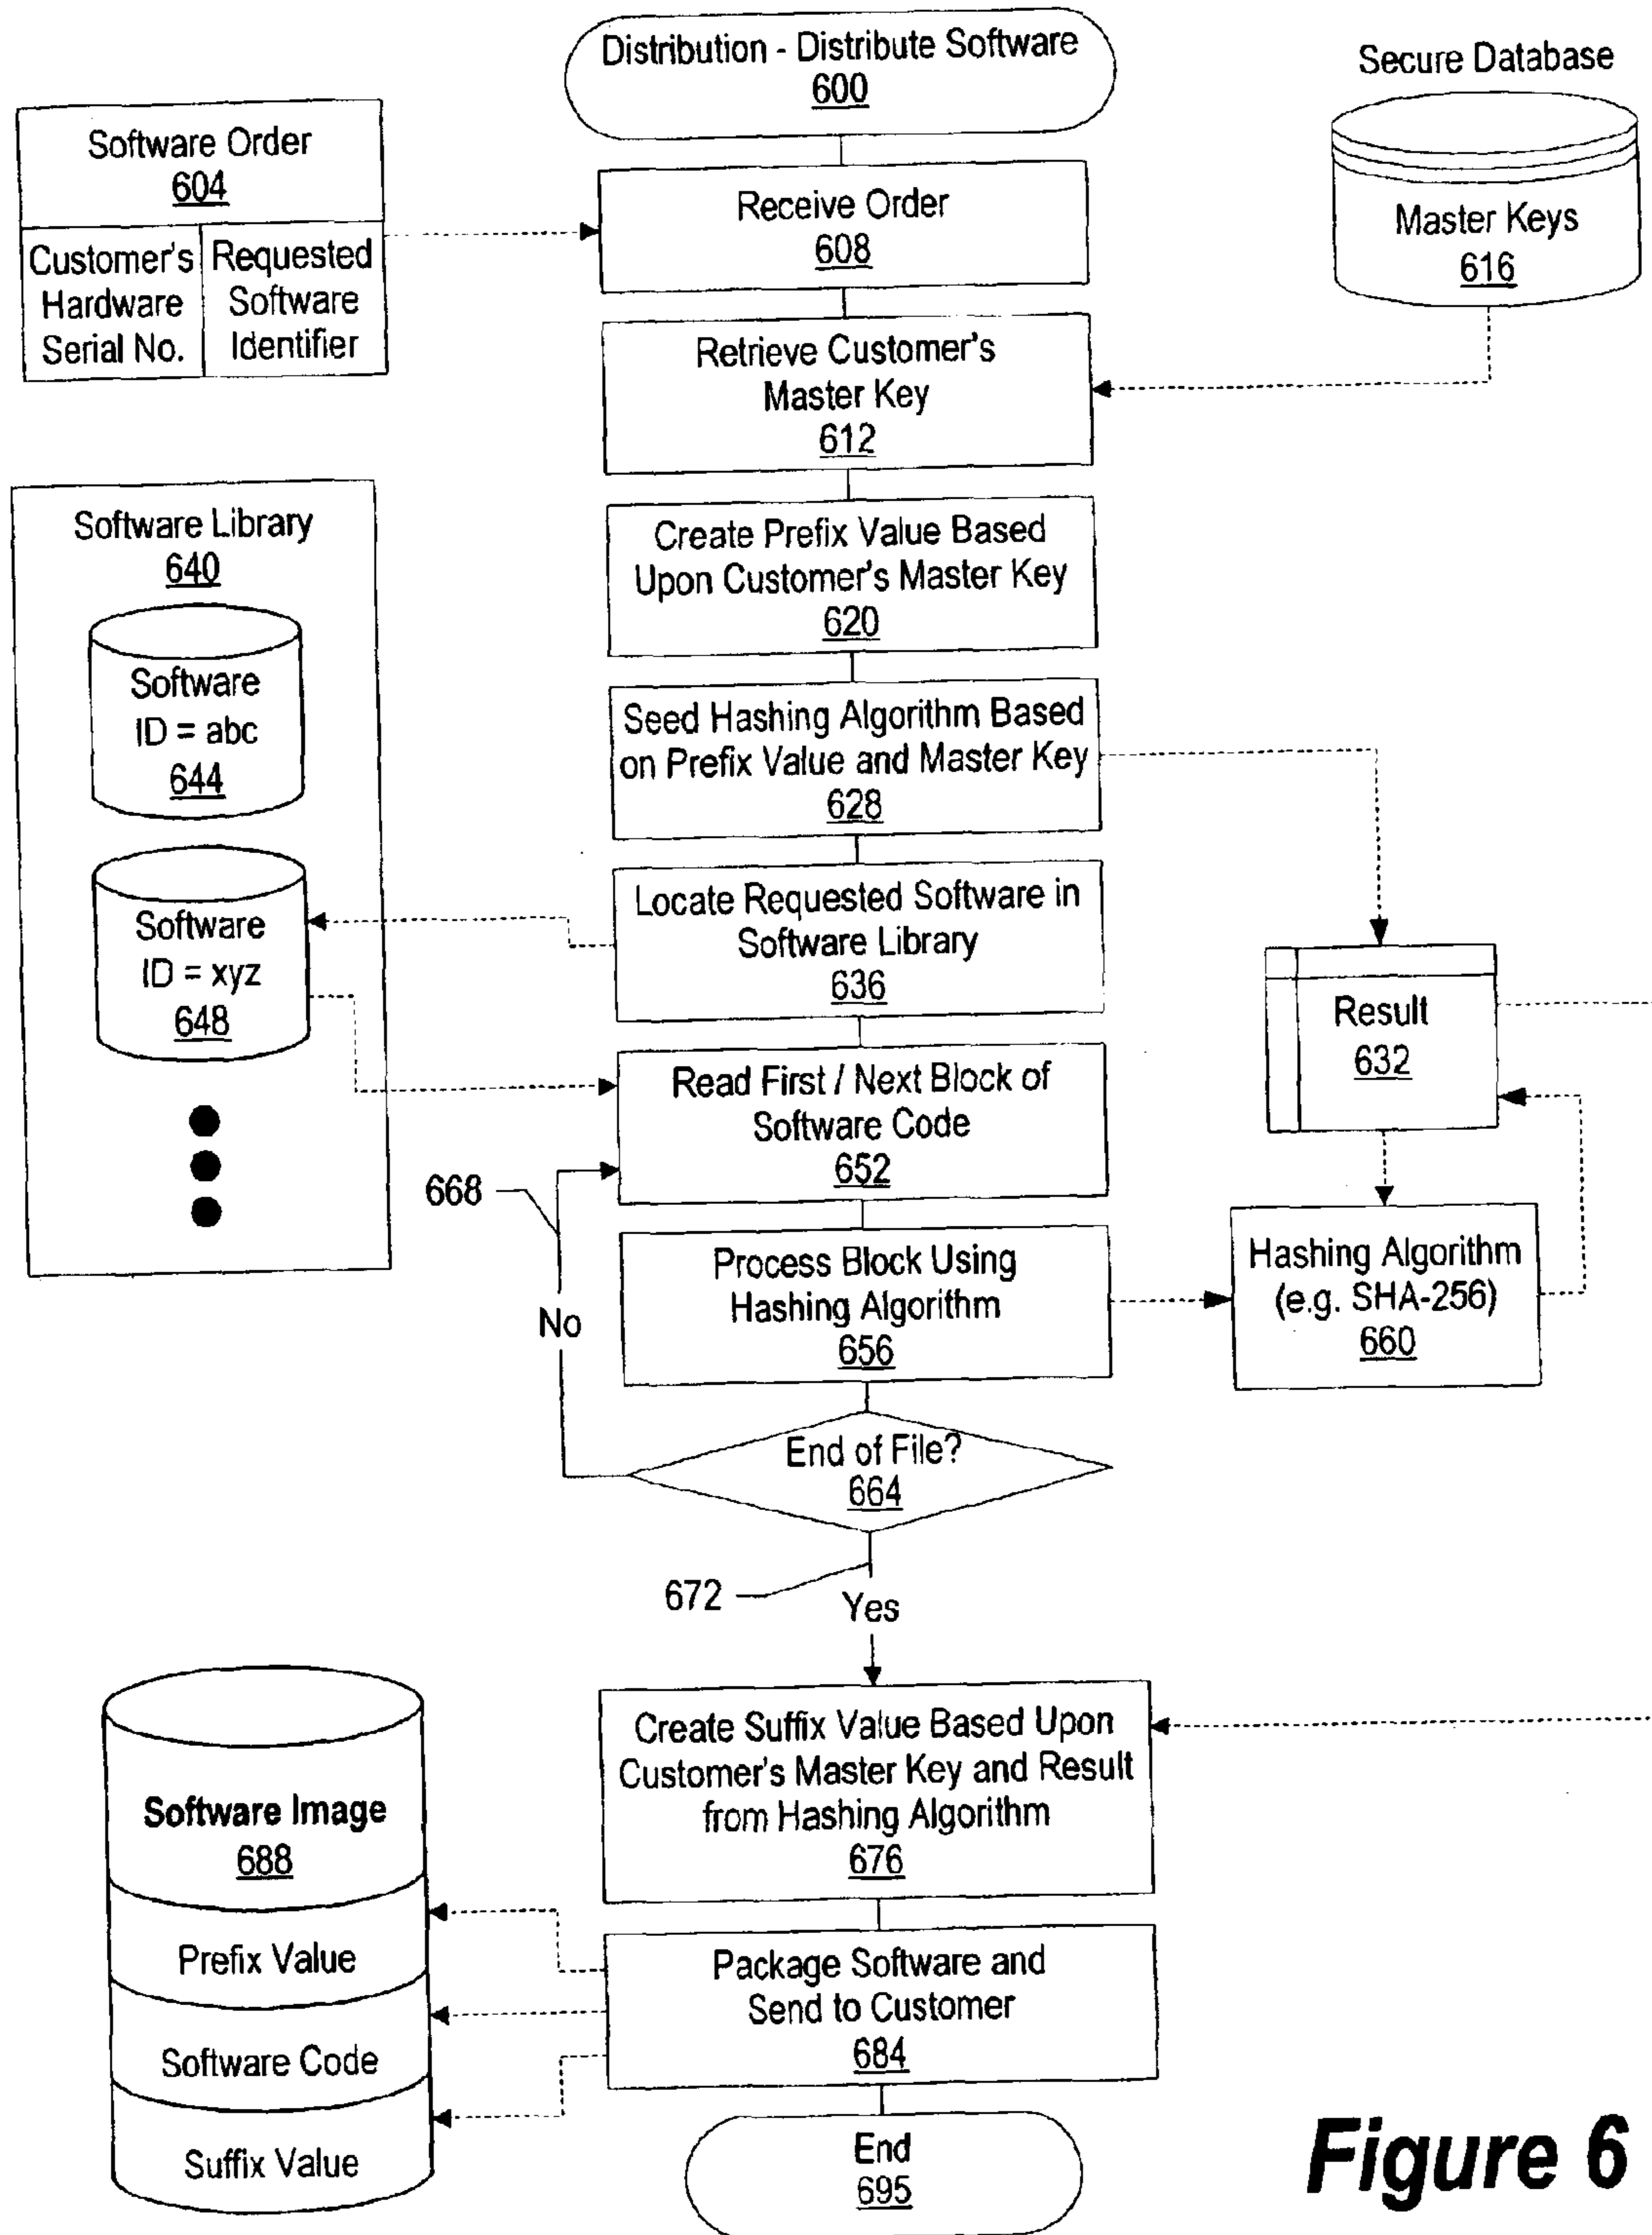 Distribution - Distribute Software
600
Secure Database
Master Keys
616
Software Order
604
Customer's
Hardware
Serial No.
Requested
Software
Identifier
Receive Order
608
Retrieve Customer's
Master Key
612
Create Prefix Value Based
Upon Customer's Master Key
620
Software Library
640
Software
ID = abc
644
Software
ID = xyz
648
Seed Hashing Algorithm Based
on Prefix Value and Master Key
628
Locate Requested Software in
Software Library
636
Result
632
Read First / Next Block of
Software Code
652
668
No
Process Block Using
Hashing Algorithm
656
Hashing Algorithm
(e.g. SHA-256)
660
End of File?
664
672
Yes
Create Suffix Value Based Upon
Customer's Master Key and Result
from Hashing Algorithm
676
Software Image
688
Prefix Value
Software Code
Suffix Value
Package Software and
Send to Customer
684
End
695
Figure 6